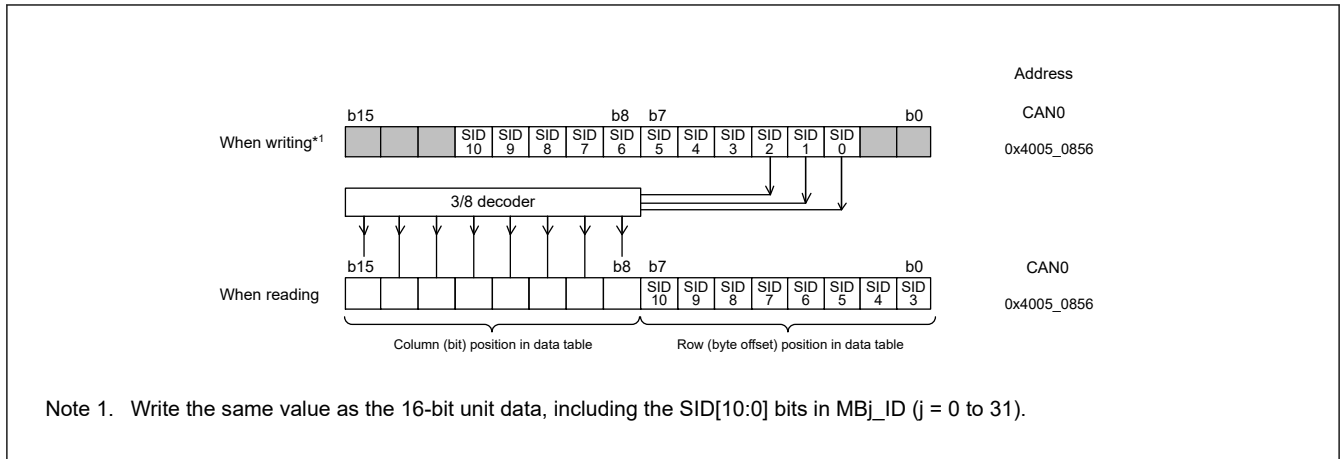 Address
b15 b8 b7 b0 CAN0
When writing*1 SID 10 SID 9 SID 8 SID 7 SID 6 SID 5 SID 4 SID 3 SID 2 SID 1 SID 0 0x4005_0856
3/8 decoder
b15 b8 b7 b0 CAN0
When reading SID 10 SID 9 SID 8 SID 7 SID 6 SID 5 SID 4 SID 3 0x4005_0856
Column (bit) position in data table Row (byte offset) position in data table
Note 1. Write the same value as the 16-bit unit data, including the SID[10:0] bits in MBj_ID (j = 0 to 31).